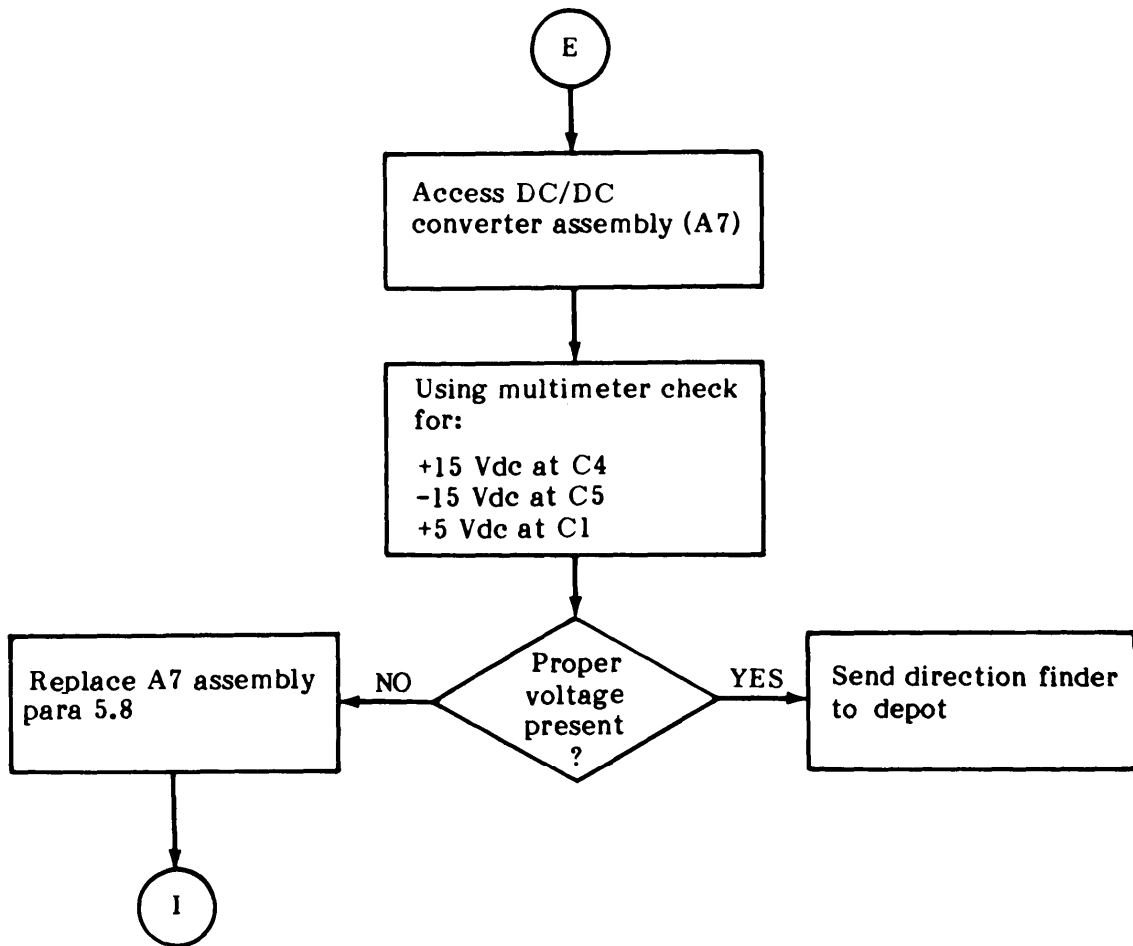 E
Access DC/DC
converter assembly (A7)
Using multimeter check
for:
+15 Vdc at C4
-15 Vdc at C5
+5 Vdc at C1
Proper
voltage
present
?
NO
YES
Replace A7 assembly
para 5.8
Send direction finder
to depot
I